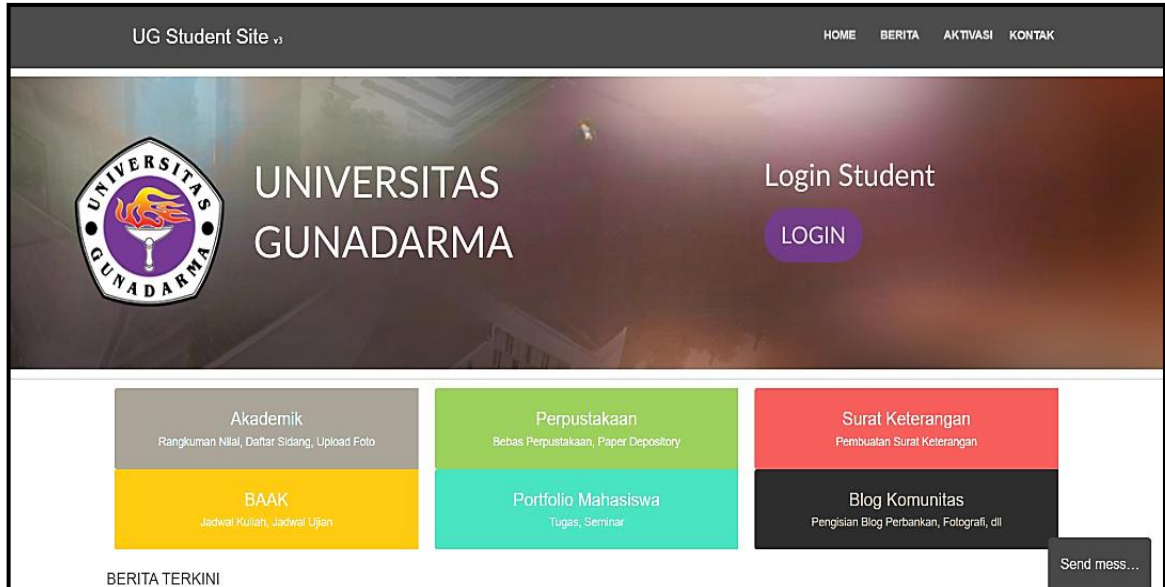 UG Student Site v3
HOME BERITA AKTIVASI KONTAK
UNIVERSITAS GUNADARMA
UNIVERSITAS
GUNADARMA
Login Student
LOGIN
Akademik
Rangkuman Nilai, Daftar Sidang, Upload Foto
Perpustakaan
Bebas Perpustakaan, Paper Depository
Surat Keterangan
Pembuatan Surat Keterangan
BAAK
Jadwal Kuliah, Jadwal Ujian
Portfolio Mahasiswa
Tugas, Seminar
Blog Komunitas
Pengisian Blog Perbankan, Fotografi, dll
BERITA TERKINI
Send mess...